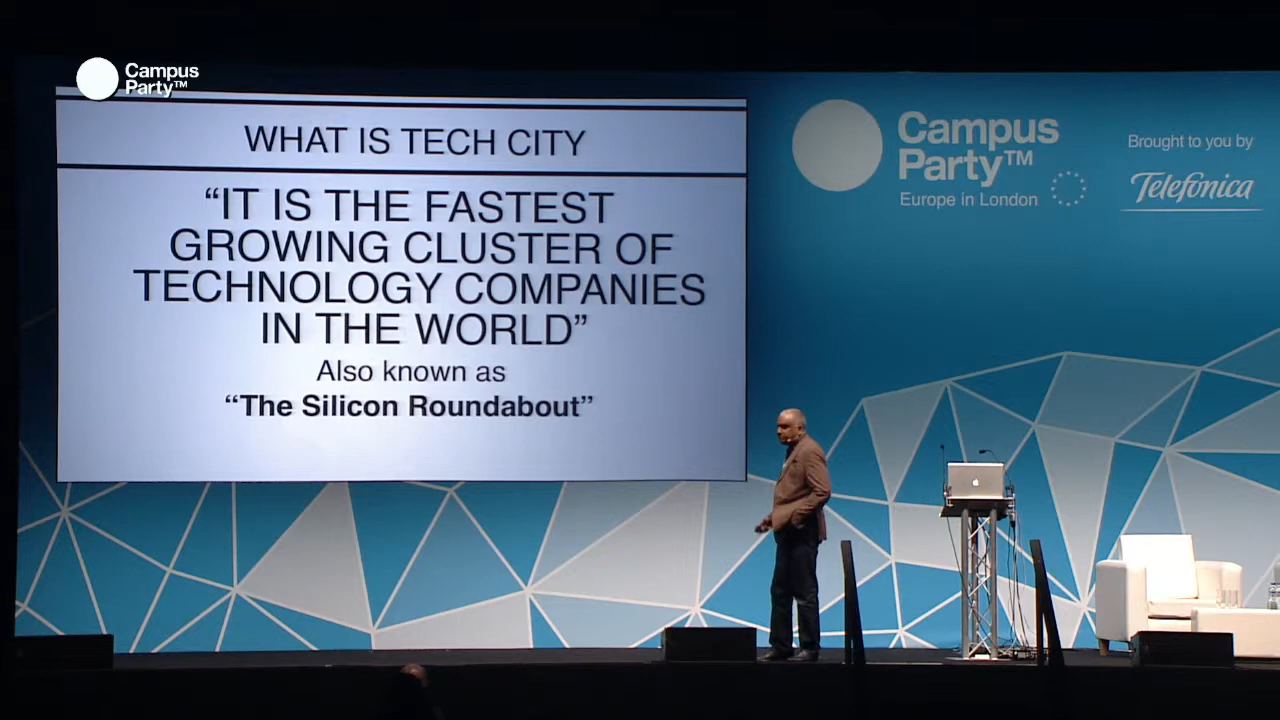 Campus
Party™
WHAT IS TECH CITY
“IT IS THE FASTEST
GROWING CLUSTER OF
TECHNOLOGY COMPANIES
IN THE WORLD”
Also known as
“The Silicon Roundabout”
Campus
Party™
Europe in London
Brought to you by
Telefónica